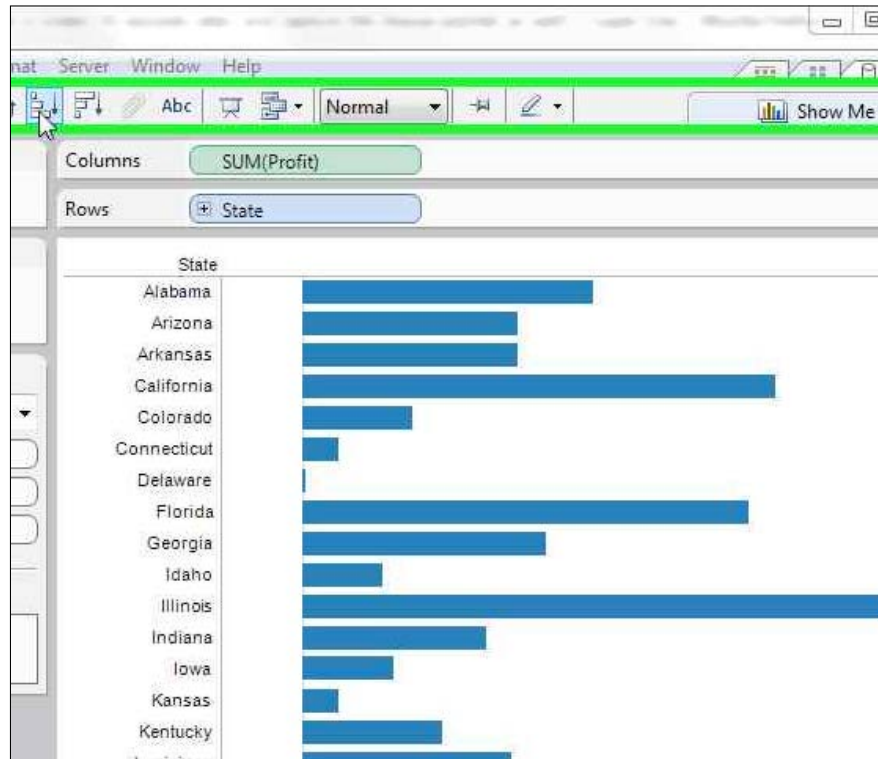 Server Window Help
Abc Normal Show Me
Columns SUM(Profit)
Rows State
State
Alabama
Arizona
Arkansas
California
Colorado
Connecticut
Delaware
Florida
Georgia
Idaho
Illinois
Indiana
Iowa
Kansas
Kentucky